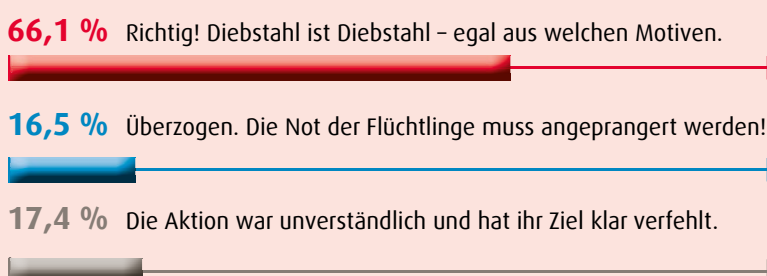 66,1 % Richtig! Diebstahl ist Diebstahl – egal aus welchen Motiven.
16,5 % Überzogen. Die Not der Flüchtlinge muss angeprangert werden!
17,4 % Die Aktion war unverständlich und hat ihr Ziel klar verfehlt.